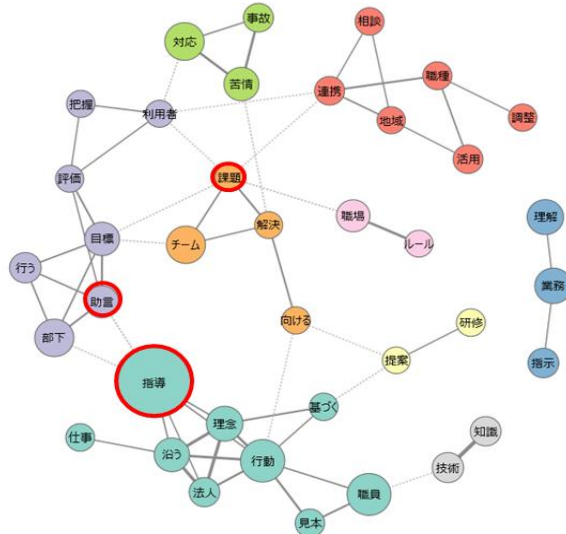 事故
相談
対応
苦情
職種
連携
把握
利用者
地域
調整
活用
評価
課題
職場
理解
目標
チーム
解決
ルール
行う
業務
助言
向ける
研修
部下
提案
指示
指導
基づく
理念
仕事
沿う
行動
知識
技術
法人
職員
見本